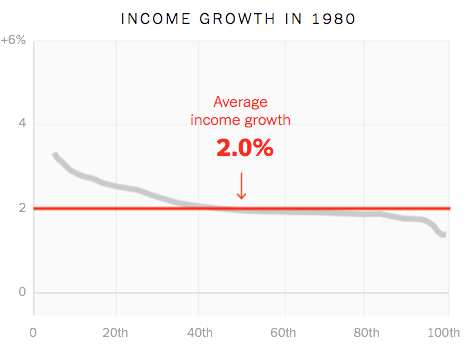 INCOME GROWTH IN 1980
+6%
Average
income growth
2.0%
4
2
0
0 20th 40th 60th 80th 100th